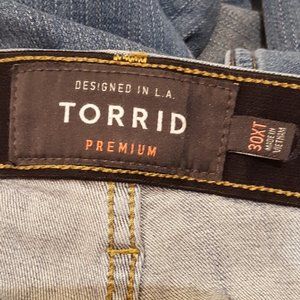 DESIGNED IN L.A.
TORRID
PREMIUM
30XT
MADE IN
VIETNAM